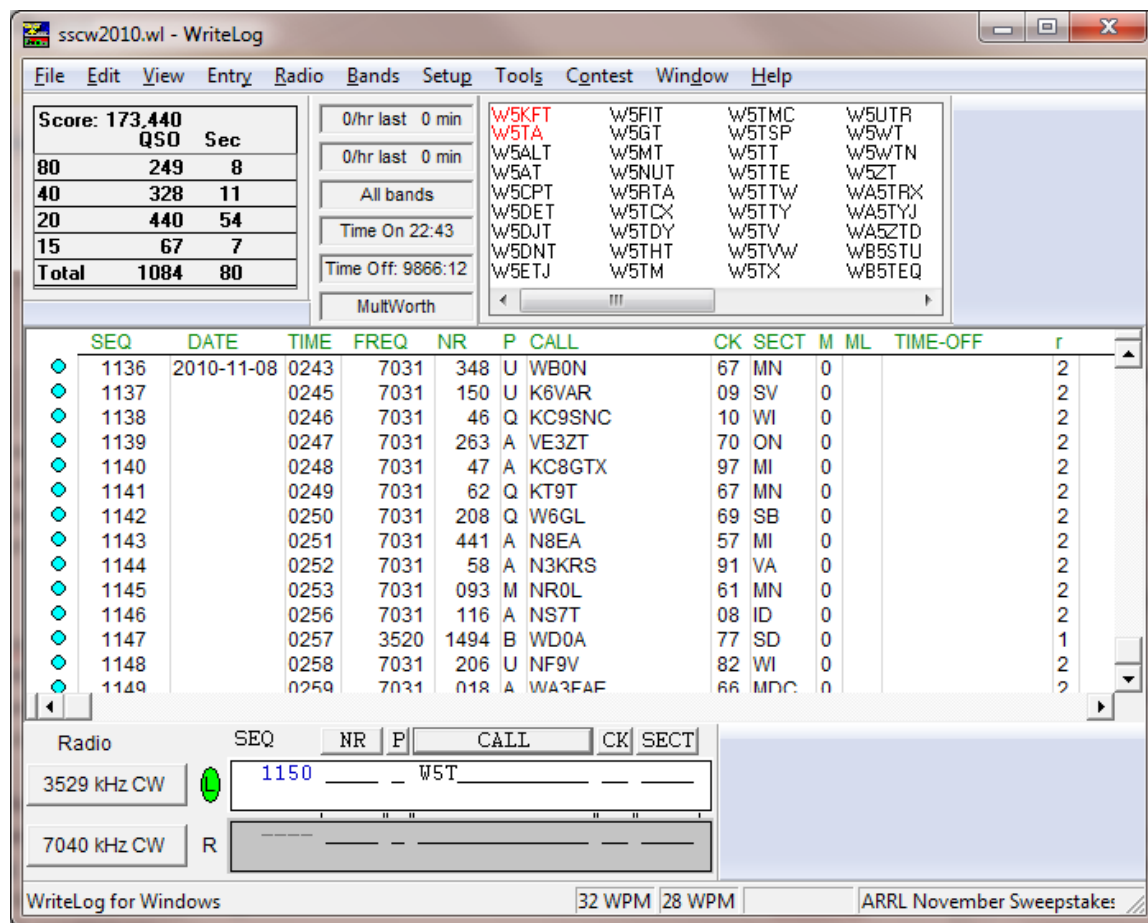 sscw2010.wl - WriteLog
File Edit View Entry Radio Bands Setup Tools Contest Window Help
Score: 173,440
QSO Sec
80 249 8
40 328 11
20 440 54
15 67 7
Total 1084 80
0/hr last 0 min
0/hr last 0 min
All bands
Time On 22:43
Time Off: 9866:12
MultWorth
W5KFT W5FIT W5TMC W5UTR
W5TA W5GT W5TSP W5WT
W5ALT W5MT W5TT W5WTN
W5AT W5NUT W5TTE W5ZT
W5CPT W5RTA W5TTW WA5TRX
W5DET W5TCX W5TTY WA5TYJ
W5DJT W5TDY W5TV WA5ZTD
W5DNT W5THT W5TVW WB5STU
W5ETJ W5TM W5TX WB5TEQ
SEQ DATE TIME FREQ NR P CALL CK SECT M ML TIME-OFF r
1136 2010-11-08 0243 7031 348 U WB0N 67 MN 0 2
1137 0245 7031 150 U K6VAR 09 SV 0 2
1138 0246 7031 46 Q KC9SNC 10 WI 0 2
1139 0247 7031 263 A VE3ZT 70 ON 0 2
1140 0248 7031 47 A KC8GTX 97 MI 0 2
1141 0249 7031 62 Q KT9T 67 MN 0 2
1142 0250 7031 208 Q W6GL 69 SB 0 2
1143 0251 7031 441 A N8EA 57 MI 0 2
1144 0252 7031 58 A N3KRS 91 VA 0 2
1145 0253 7031 093 M NR0L 61 MN 0 2
1146 0256 7031 116 A NS7T 08 ID 0 2
1147 0257 3520 1494 B WD0A 77 SD 0 1
1148 0258 7031 206 U NF9V 82 WI 0 2
1149 0259 7031 018 A WA3FAE 66 MDC 0 2
Radio SEQ NR P CALL CK SECT
3529 kHz CW L 1150 W5T
7040 kHz CW R
WriteLog for Windows 32 WPM 28 WPM ARRL November Sweepstakes